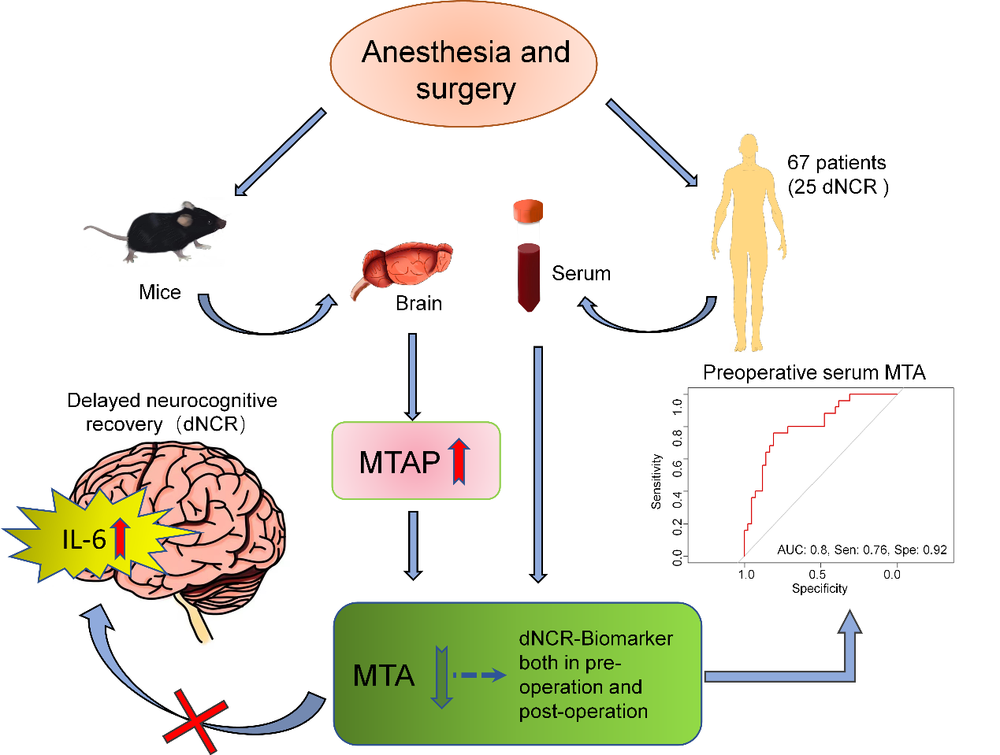 Anesthesia and
surgery
67 patients
(25 dNCR )
Mice
Brain
Serum
Preoperative serum MTA
Delayed neurocognitive
recovery（dNCR）
MTAP
IL-6
Sensitivity
1.0
0.8
0.6
0.4
0.2
0.0
AUC: 0.8, Sen: 0.76, Spe: 0.92
1.0 0.5 0.0
Specificity
MTA
dNCR-Biomarker
both in pre-
operation and
post-operation